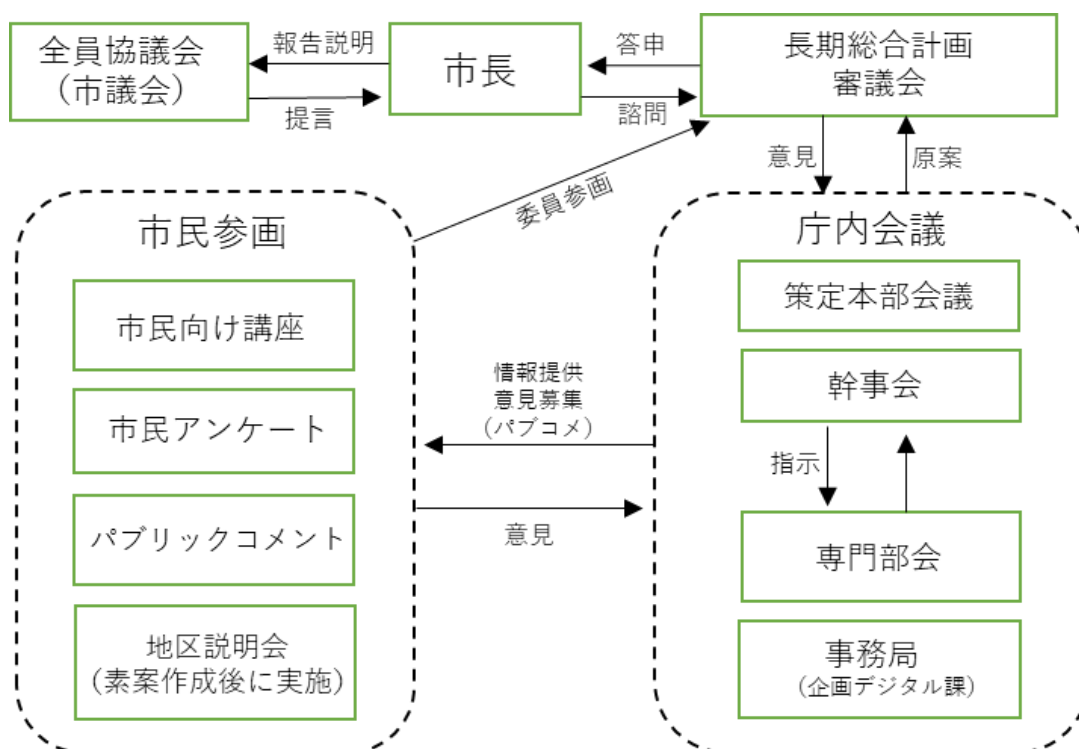 全員協議会
(市議会)
報告説明
提言
市長
答申
諮問
長期総合計画
審議会
意見
原案
委員参画
市民参画
市民向け講座
市民アンケート
パブリックコメント
地区説明会
(素案作成後に実施)
情報提供
意見募集
(パブコメ)
意見
庁内会議
策定本部会議
幹事会
指示
専門部会
事務局
(企画デジタル課)